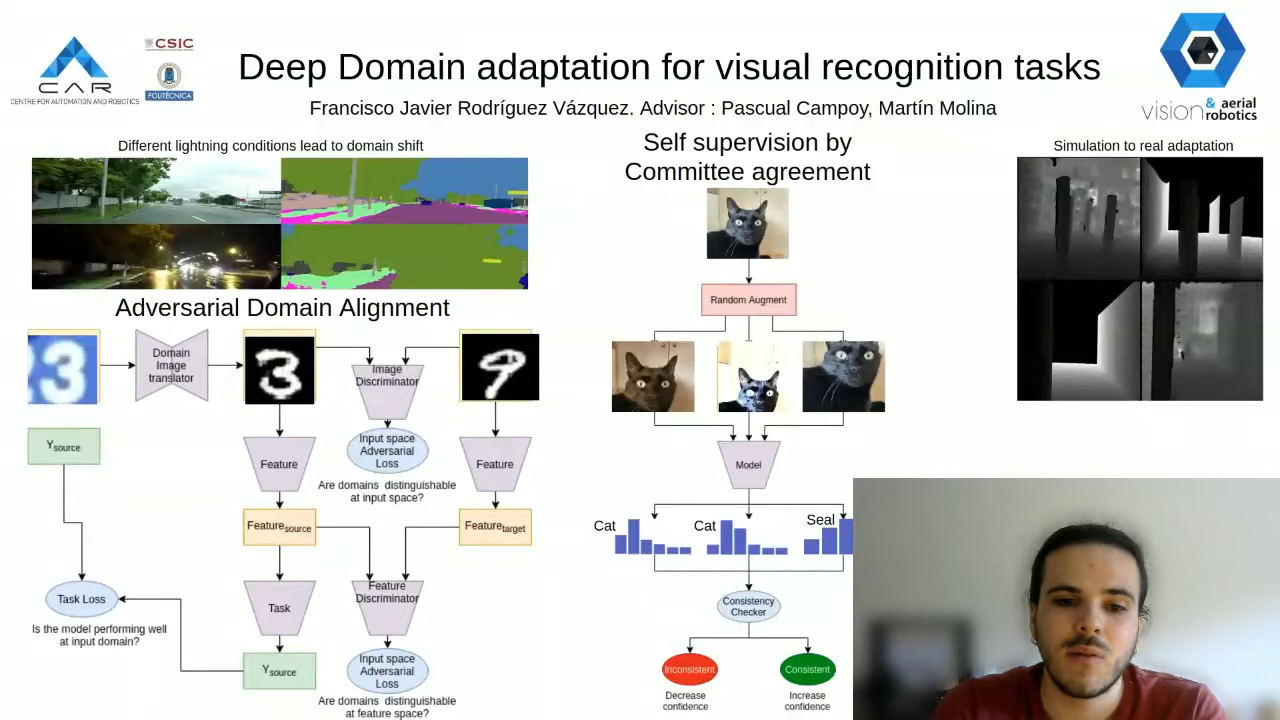 CAR
CENTRE FOR AUTOMATION AND ROBOTICS
CSIC
POLITÉCNICA
Deep Domain adaptation for visual recognition tasks
Francisco Javier Rodríguez Vázquez. Advisor : Pascual Campoy, Martín Molina
vision & aerial robotics
Different lightning conditions lead to domain shift
Adversarial Domain Alignment
23
Domain
Image
translator
3
Image
Discriminator
9
Ysource
Feature
Input space
Adversarial
Loss
Feature
Are domains distinguishable
at input space?
Featuresource
Featuretarget
Task Loss
Is the model performing well
at input domain?
Task
Feature
Discriminator
Ysource
Input space
Adversarial
Loss
Are domains distinguishable
at feature space?
Self supervision by
Committee agreement
Random Augment
Model
Cat
Cat
Seal
Consistency
Checker
Inconsistent
Consistent
Decrease
confidence
Increase
confidence
Simulation to real adaptation